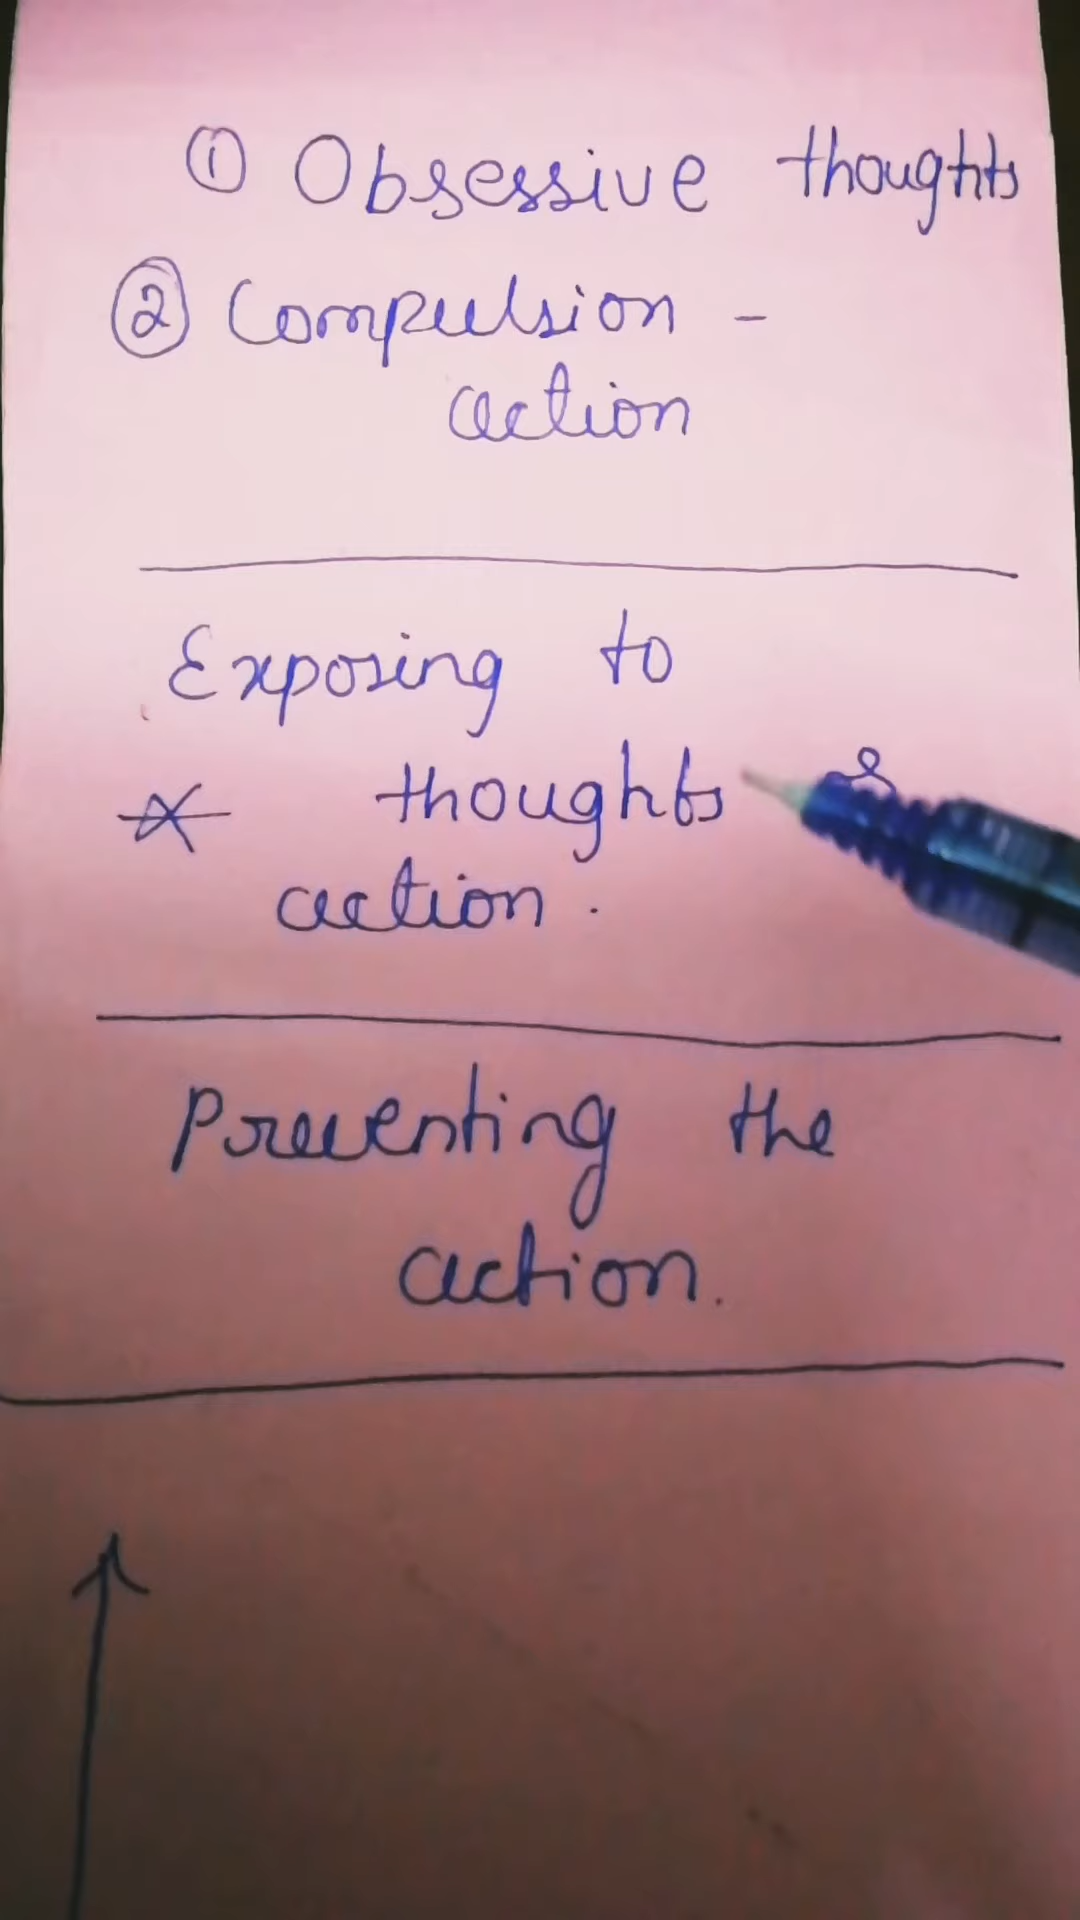 ① Obsessive thoughts
② Compulsion -
action
Exposing to
thoughts &
action.
Preventing the
action.